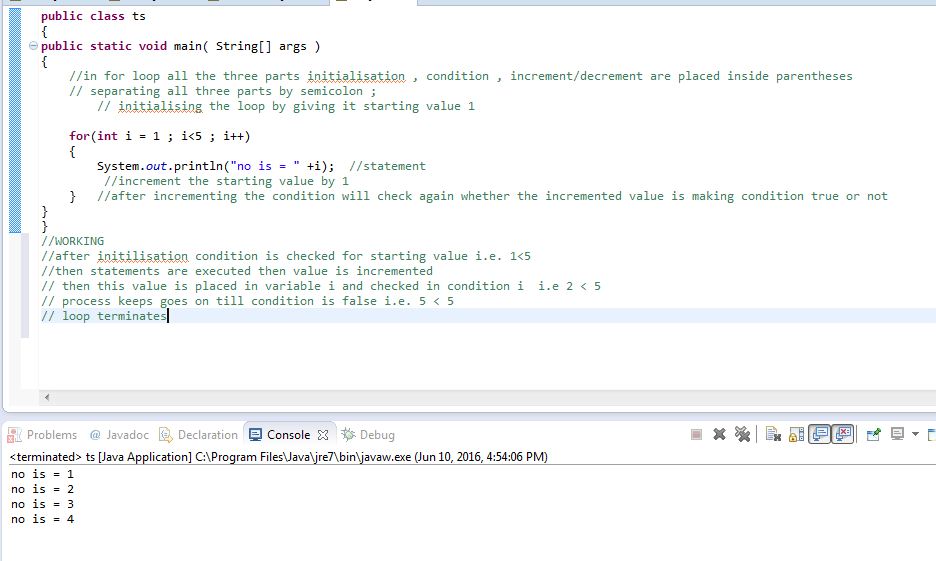 public class ts
{
public static void main( String[] args )
{
//in for loop all the three parts initialisation , condition , increment/decrement are placed inside parentheses
// separating all three parts by semicolon ;
// initialising the loop by giving it starting value 1
for(int i = 1 ; i<5 ; i++)
{
System.out.println("no is = " +i);  //statement
//increment the starting value by 1
}   //after incrementing the condition will check again whether the incremented value is making condition true or not
}
}
//WORKING
//after initilisation condition is checked for starting value i.e. 1<5
//then statements are executed then value is incremented
// then this value is placed in variable i and checked in condition i  i.e 2 < 5
// process keeps goes on till condition is false i.e. 5 < 5
// loop terminates
Problems @ Javadoc Declaration Console Debug
<terminated> ts [Java Application] C:\Program Files\Java\jre7\bin\javaw.exe (Jun 10, 2016, 4:54:06 PM)
no is = 1
no is = 2
no is = 3
no is = 4